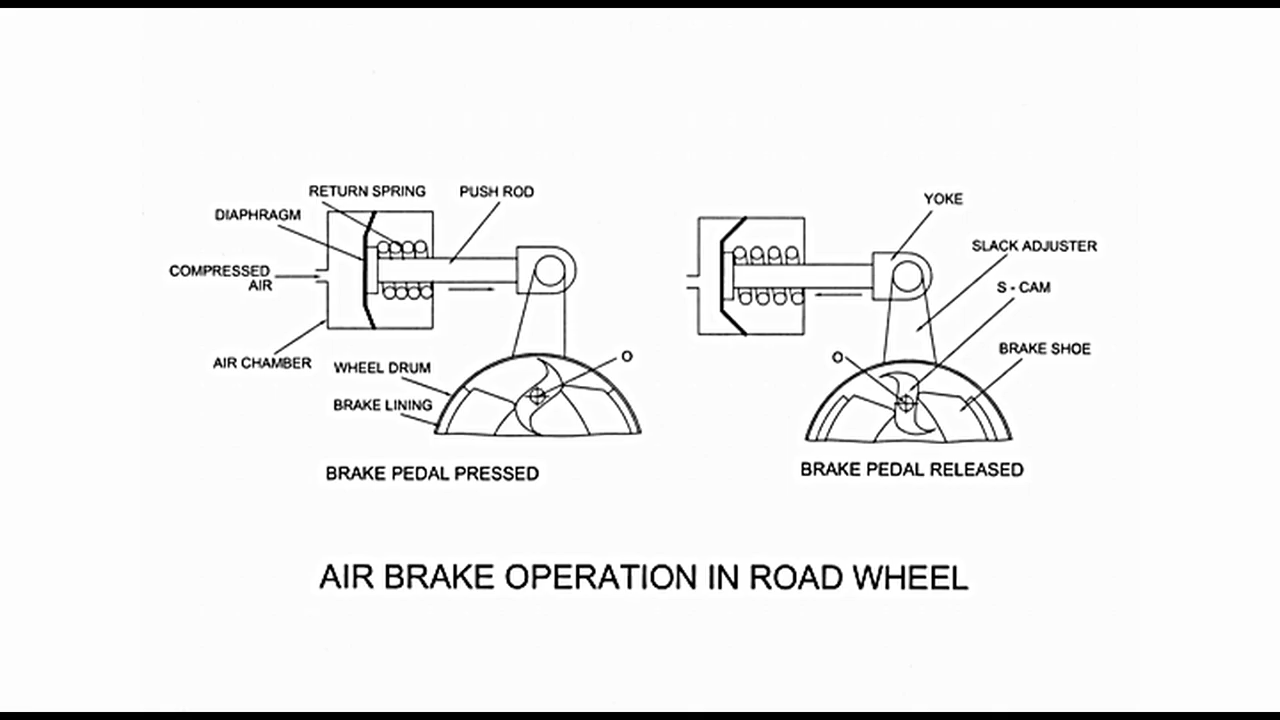 RETURN SPRING
PUSH ROD
DIAPHRAGM
COMPRESSED
AIR
AIR CHAMBER
WHEEL DRUM
BRAKE LINING
O
BRAKE PEDAL PRESSED
YOKE
SLACK ADJUSTER
S - CAM
BRAKE SHOE
O
BRAKE PEDAL RELEASED
AIR BRAKE OPERATION IN ROAD WHEEL